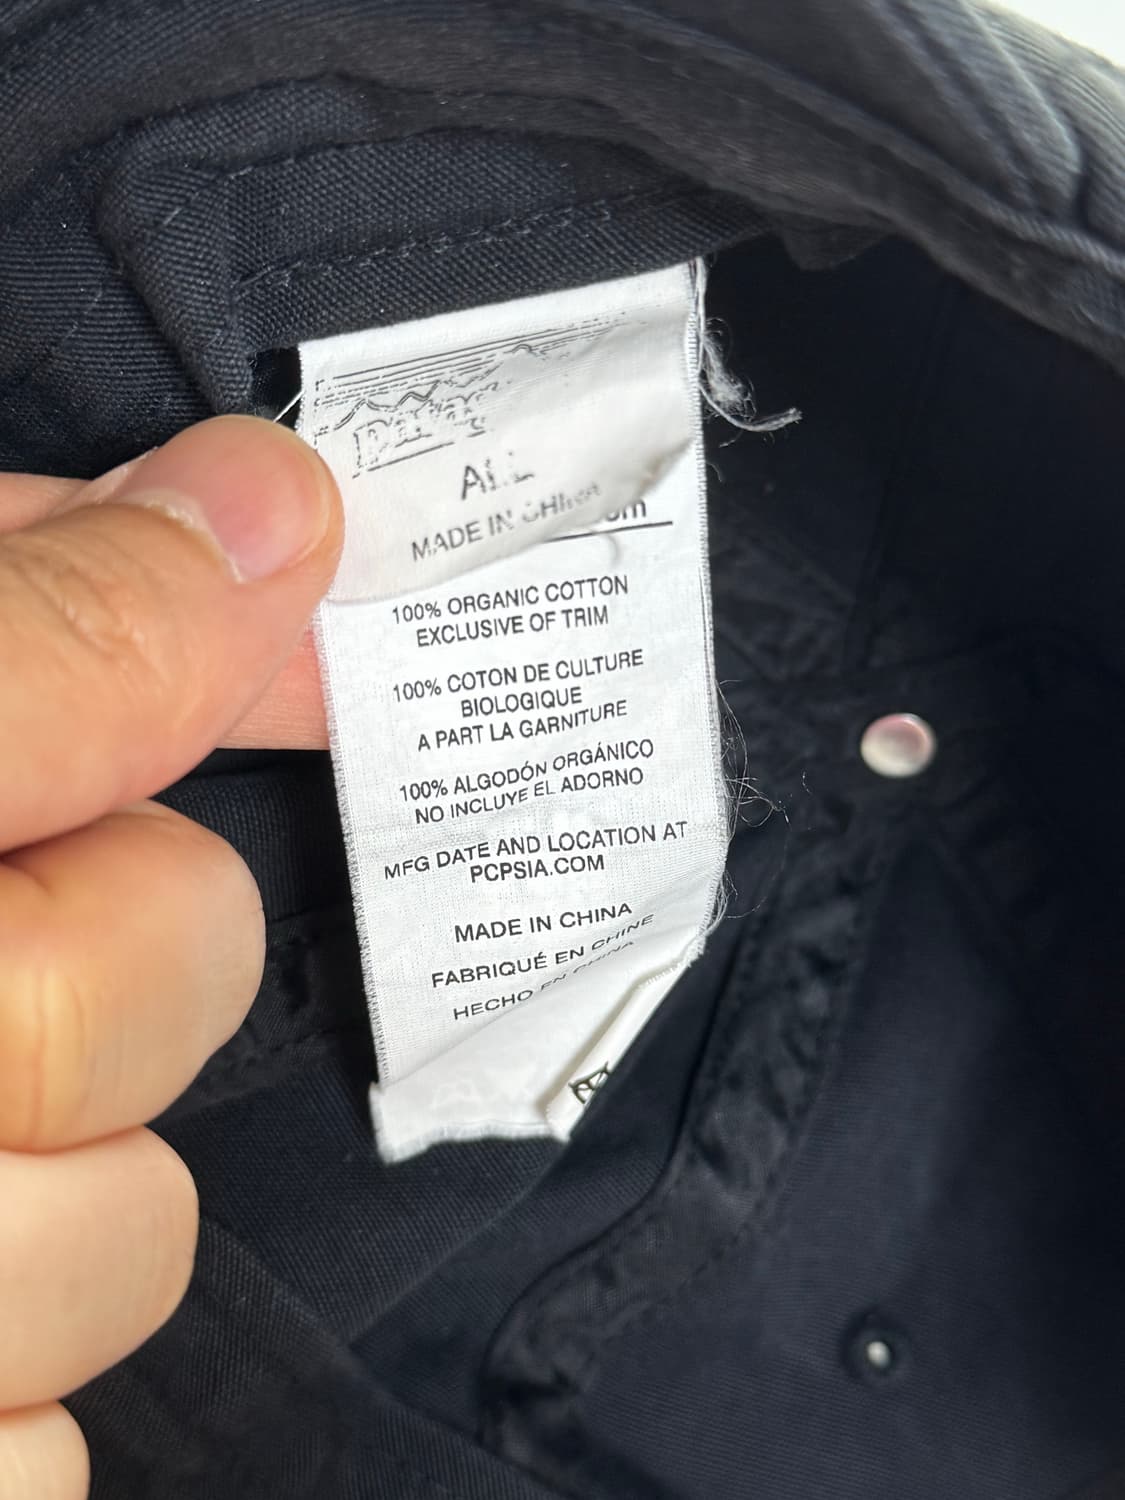 ALL
MADE IN CHINA
100% ORGANIC COTTON
EXCLUSIVE OF TRIM
100% COTON DE CULTURE
BIOLOGIQUE
A PART LA GARNITURE
100% ALGODÓN ORGÁNICO
NO INCLUYE EL ADORNO
MFG DATE AND LOCATION AT
PCPSIA.COM
MADE IN CHINA
FABRIQUÉ EN CHINE
HECHO EN CHINA